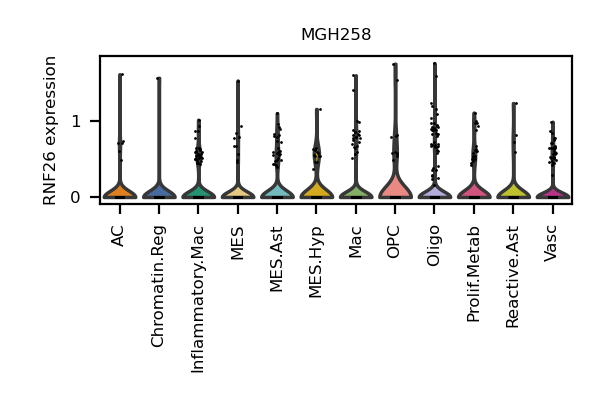 MGH258
RNF26 expression
1
0
AC
Chromatin.Reg
Inflammatory.Mac
MES
MES.Ast
MES.Hyp
Mac
OPC
Oligo
Prolif.Metab
Reactive.Ast
Vasc